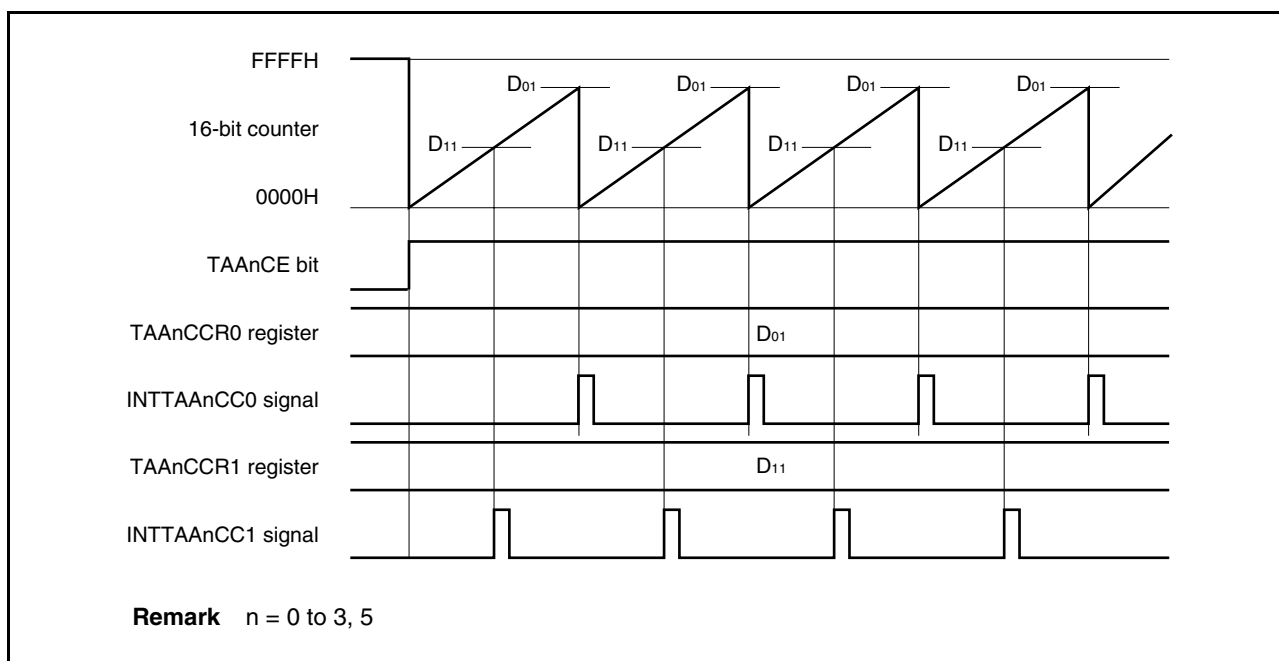 FFFFH
D01 D01 D01 D01
16-bit counter
D11 D11 D11 D11
0000H
TAAnCE bit
TAAnCCR0 register
D01
INTTAAnCC0 signal
TAAnCCR1 register
D11
INTTAAnCC1 signal
Remark n = 0 to 3, 5